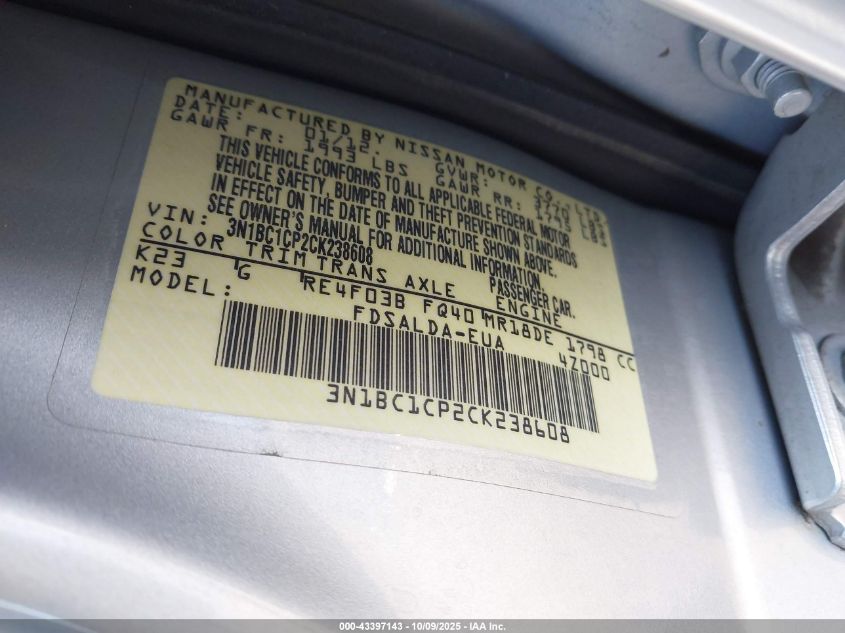 MANUFACTURED BY NISSAN MOTOR CO., LTD.
DATE: 01/12. GVWR: 3670 LBS
GAWR FR: 1993 LBS GAWR RR: 1745 LBS
THIS VEHICLE CONFORMS TO ALL APPLICABLE FEDERAL MOTOR
VEHICLE SAFETY, BUMPER AND THEFT PREVENTION STANDARDS
IN EFFECT ON THE DATE OF MANUFACTURE SHOWN ABOVE.
SEE OWNER'S MANUAL FOR ADDITIONAL INFORMATION.
VIN: 3N1BC1CP2CK238608 PASSENGER CAR.
COLOR TRIM TRANS AXLE ENGINE
K23 G RE4F03B FQ40 MR18DE 1798 CC
MODEL: FDSALDA-EUA 4Z000
3N1BC1CP2CK238608
000-43397143 - 10/09/2025 - IAA Inc.